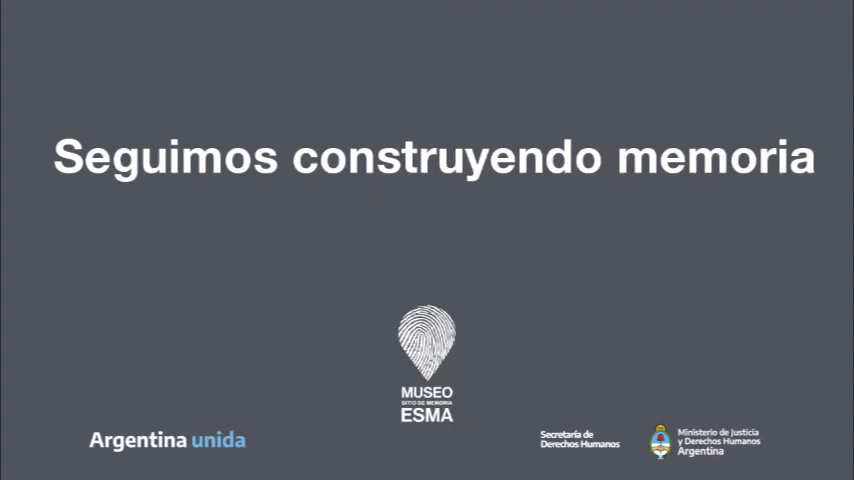 Seguimos construyendo memoria
MUSEO
SITIO DE MEMORIA
ESMA
Argentina unida
Secretaría de
Derechos Humanos
Ministerio de Justicia
y Derechos Humanos
Argentina